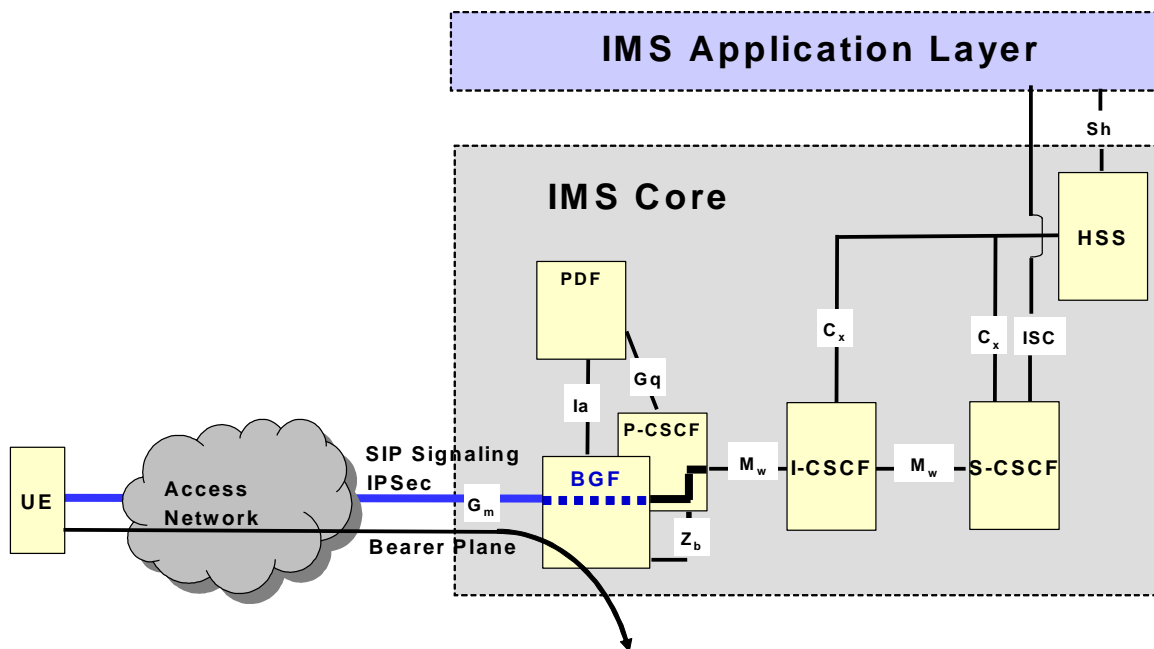 IMS Application Layer
Sh
IMS Core
HSS
PDF
Cx
Cx
ISC
Gq
Ia
P-CSCF
SIP Signaling
IPSec
Gm
BGF
Mw
I-CSCF
Mw
S-CSCF
UE
Access
Network
Bearer Plane
Zb